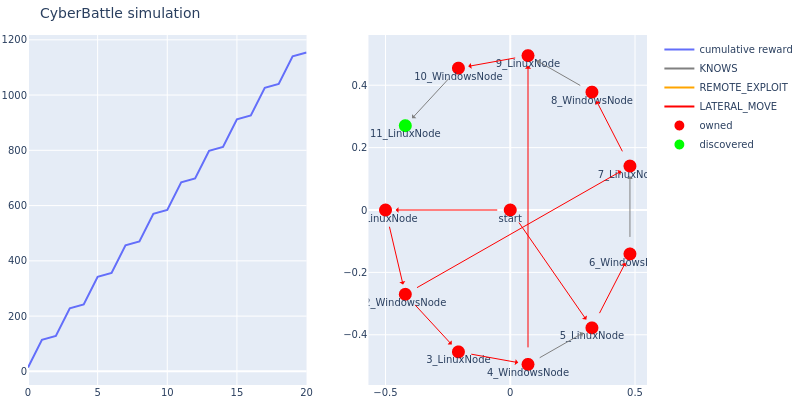 CyberBattle simulation
1200
1000
800
600
400
200
0
0
5
10
15
20
0.4
0.2
0
−0.2
−0.4
−0.5
0
0.5
9_LinuxNode
10_WindowsNode
8_WindowsNode
11_LinuxNode
7_LinuxNo
LinuxNode
start
6_Windows
2_WindowsNode
5_LinuxNode
3_LinuxNode
4_WindowsNode
cumulative reward
KNOWS
REMOTE_EXPLOIT
LATERAL_MOVE
owned
discovered